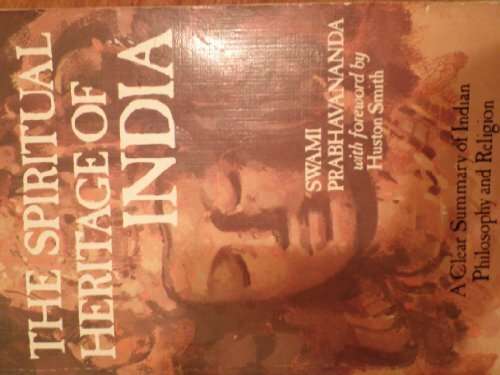 THE SPIRITUAL
HERITAGE OF
INDIA
SWAMI
PRABHAVANANDA
with foreword by
Huston Smith
A Clear Summary of Indian
Philosophy and Religion